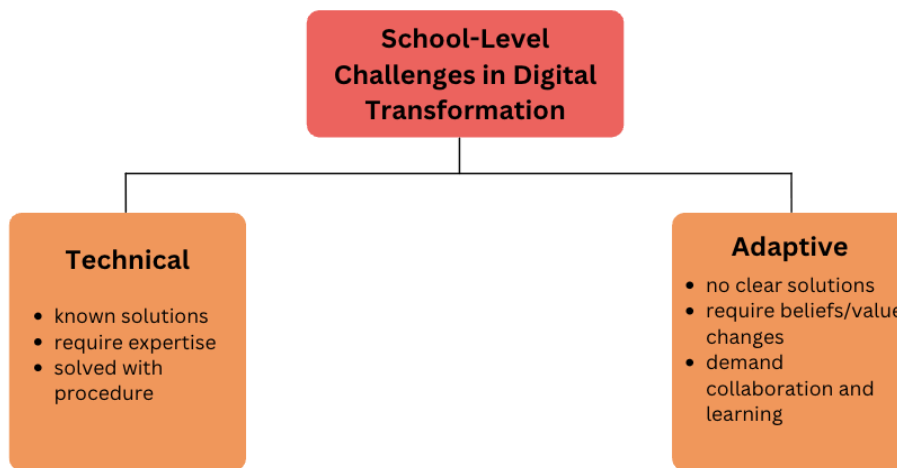 School-Level
Challenges in Digital
Transformation
Technical
• known solutions
• require expertise
• solved with
procedure
Adaptive
• no clear solutions
• require beliefs/value
changes
• demand
collaboration and
learning